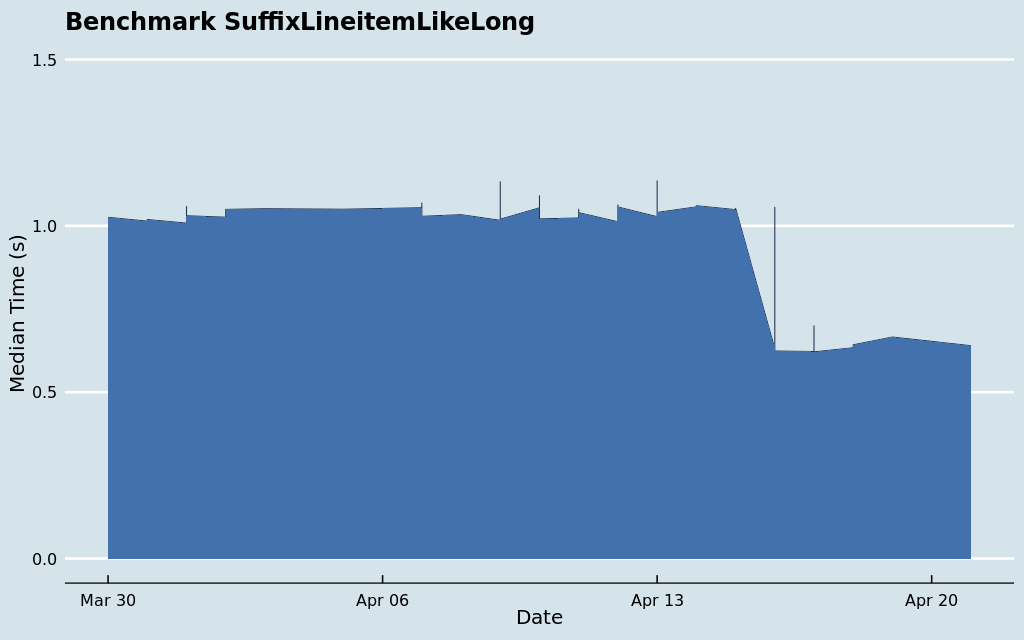 Benchmark SuffixLineitemLikeLong
1.5
1.0
0.5
0.0
Median Time (s)
Mar 30
Apr 06
Apr 13
Apr 20
Date